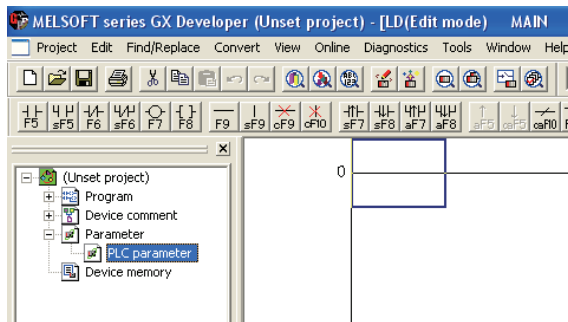 MELSOFT series GX Developer (Unset project) - [LD(Edit mode) MAIN
Project Edit Find/Replace Convert View Online Diagnostics Tools Window Help
F5 sF5 F6 sF6 F7 F8 F9 sF9 cF9 cF10 sF7 sF8 aF7 aF8 aF5 caF5 caF10 F
0
(Unset project)
Program
Device comment
Parameter
PLC parameter
Device memory